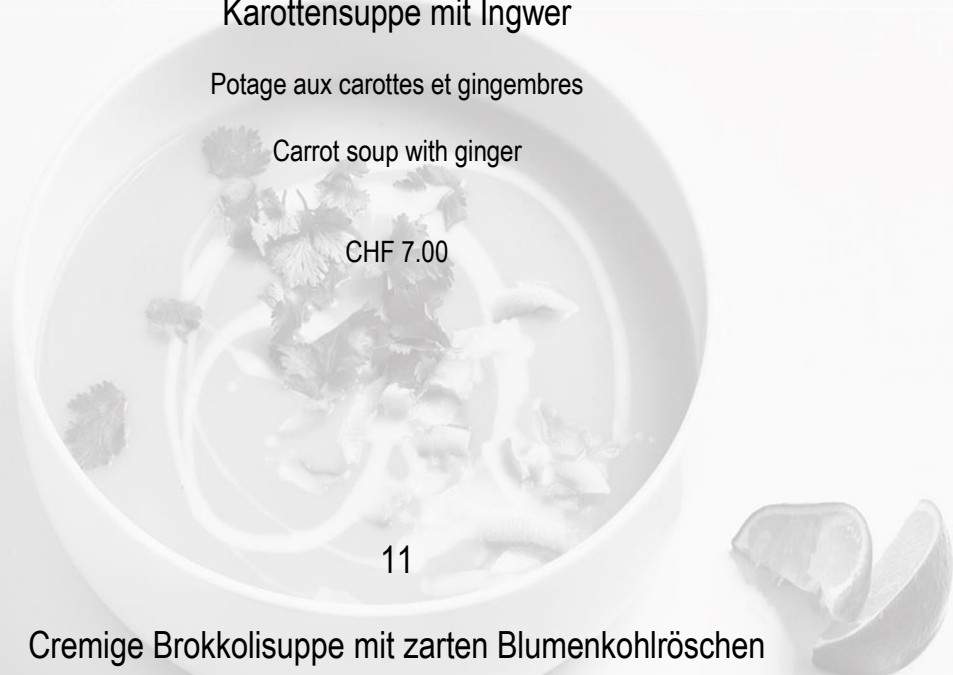 Karottensuppe mit Ingwer
Potage aux carottes et gingembres
Carrot soup with ginger
CHF 7.00
11
Cremige Brokkolisuppe mit zarten Blumenkohlröschen